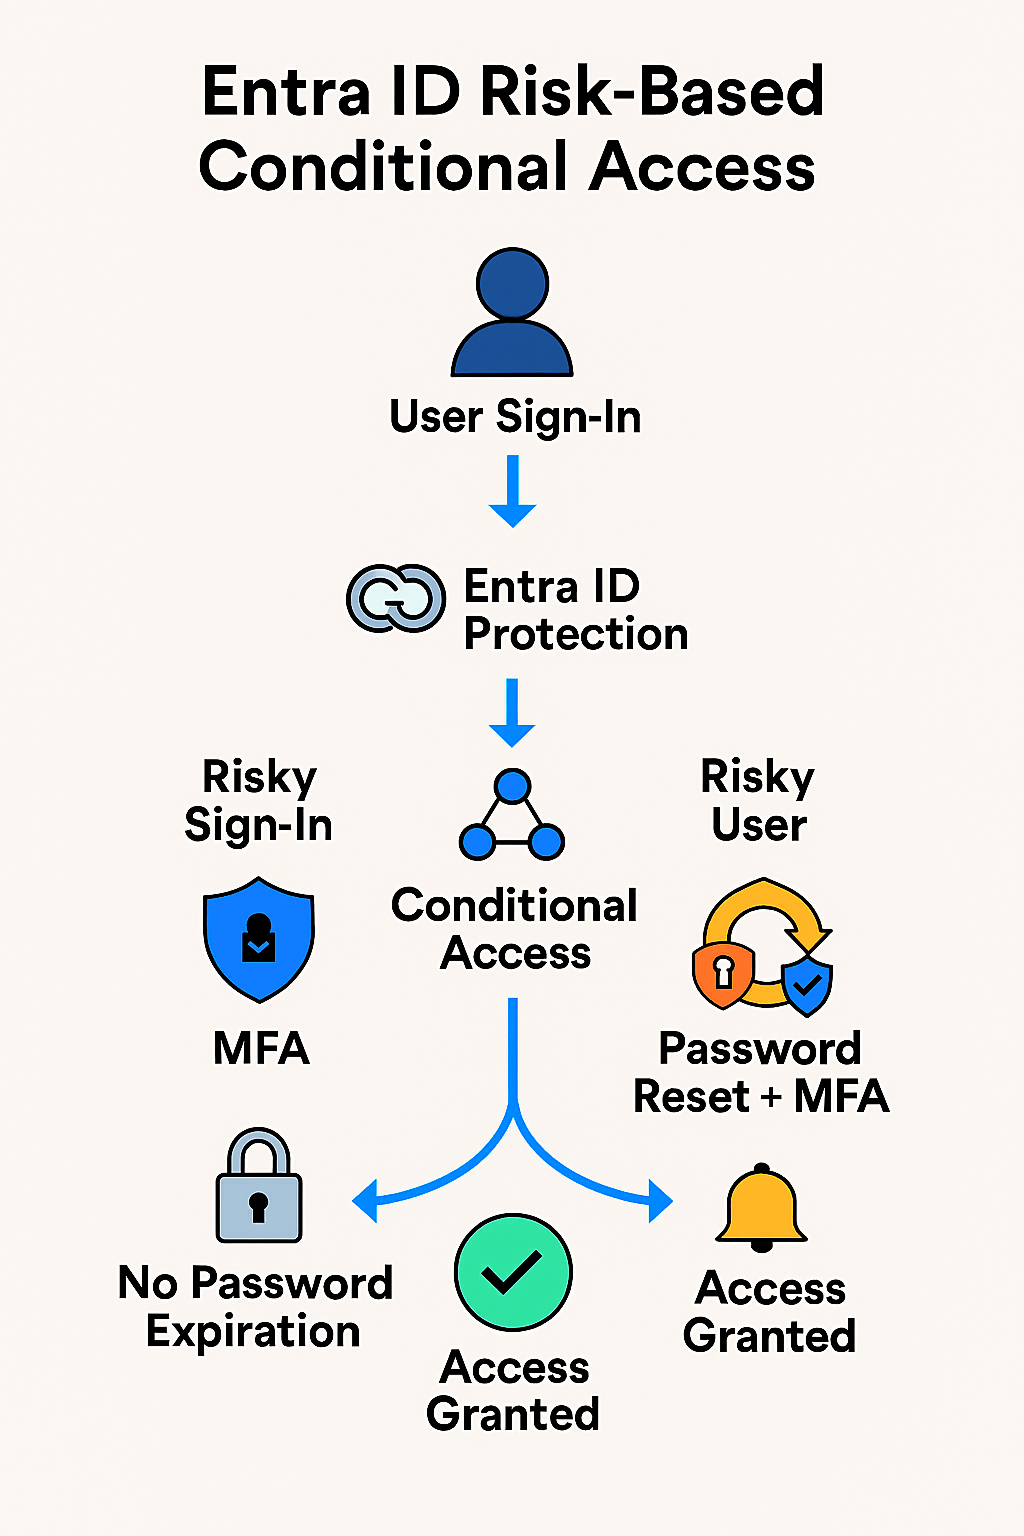 Entra ID Risk-Based
Conditional Access
User Sign-In
Entra ID
Protection
Risky
Sign-In
Risky
User
Conditional
Access
MFA
Password
Reset + MFA
No Password
Expiration
Access
Granted
Access
Granted